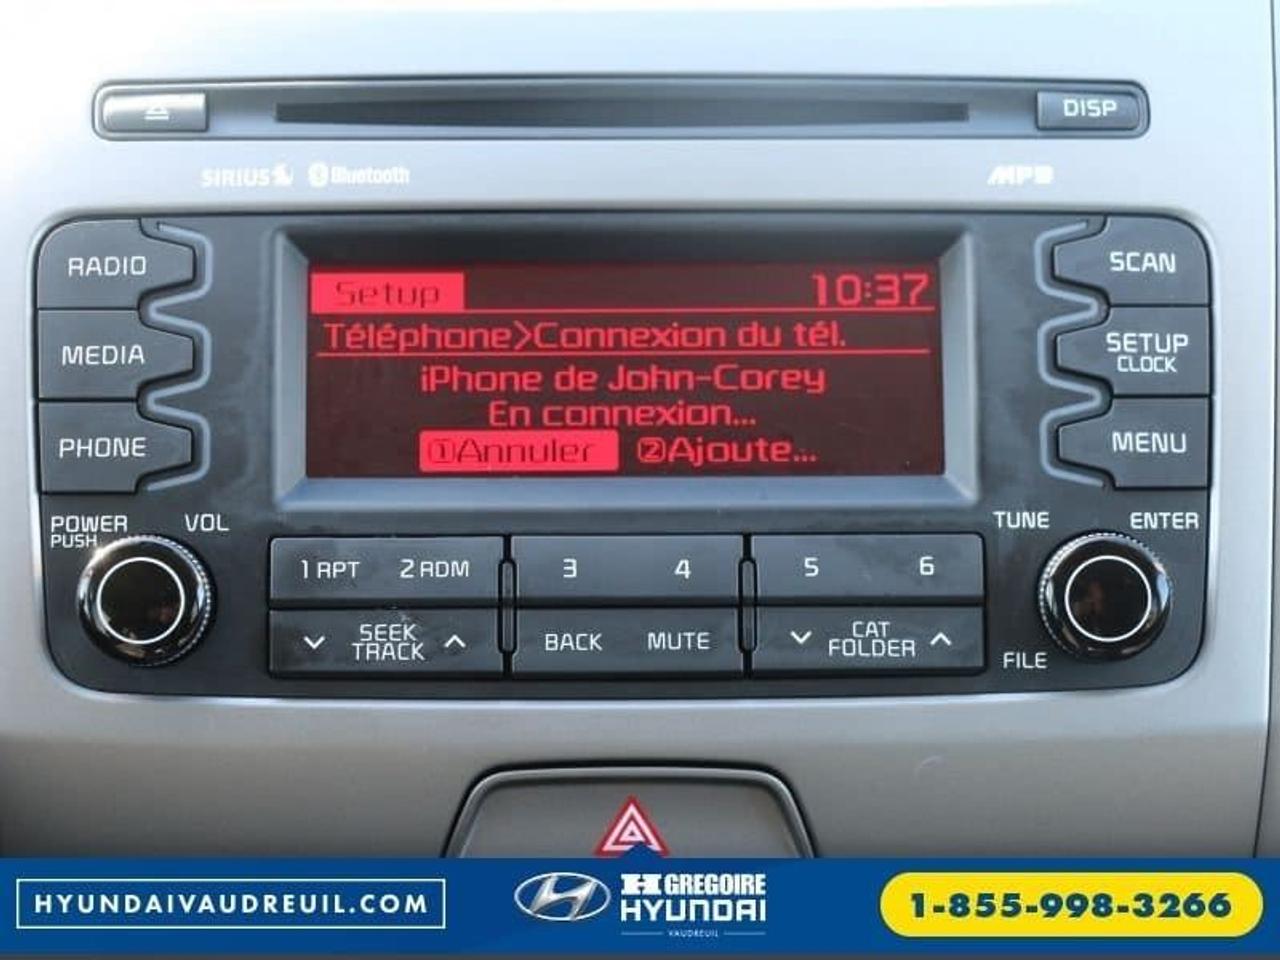 DISP
SIRIUS Bluetooth MP3
RADIO
MEDIA
PHONE
Setup 10:37
Téléphone>Connexion du tél.
iPhone de John-Corey
En connexion...
①Annuler ②Ajoute...
SCAN
SETUP
CLOCK
MENU
POWER
PUSH
VOL
1 RPT 2 RDM 3 4 5 6
SEEK
TRACK
BACK MUTE
CAT
FOLDER
TUNE ENTER
FILE
HYUNDAIVAUDREUIL.COM
H GREGOIRE
HYUNDAI
VAUDREUIL
1-855-998-3266